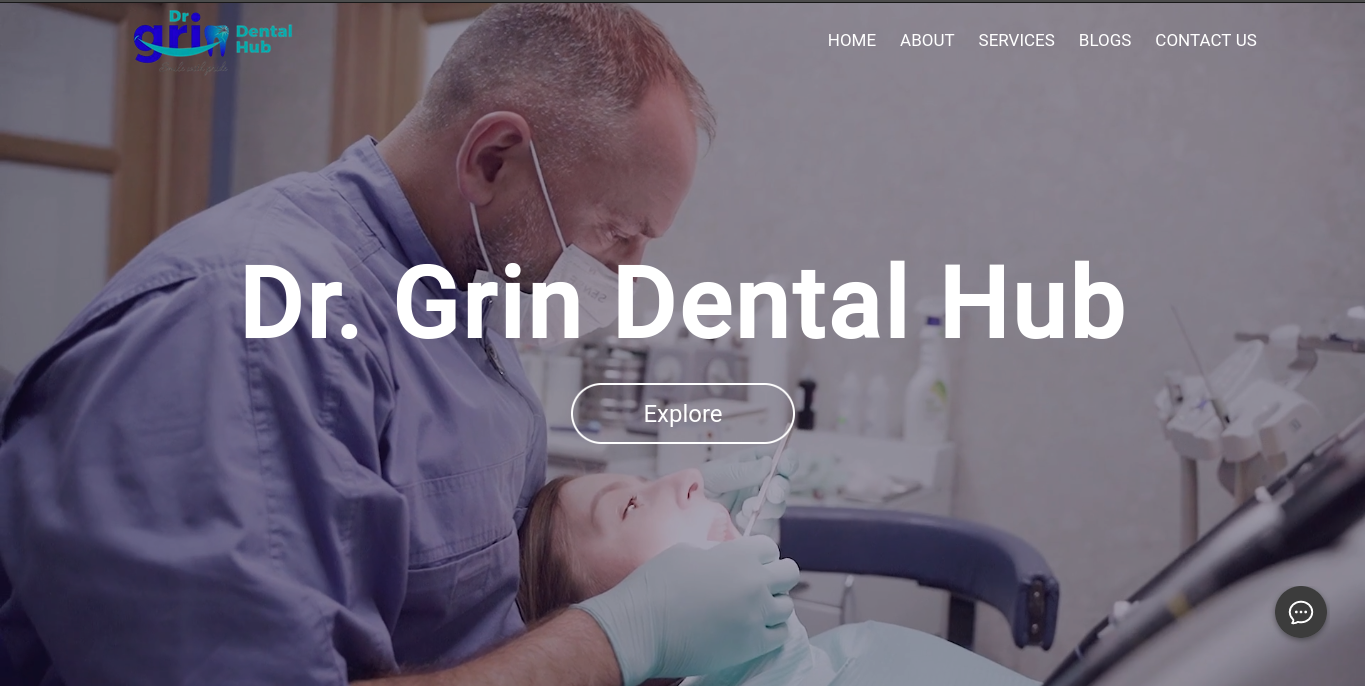 Dr
grin
Dental
Hub
HOME ABOUT SERVICES BLOGS CONTACT US
Dr. Grin Dental Hub
Explore